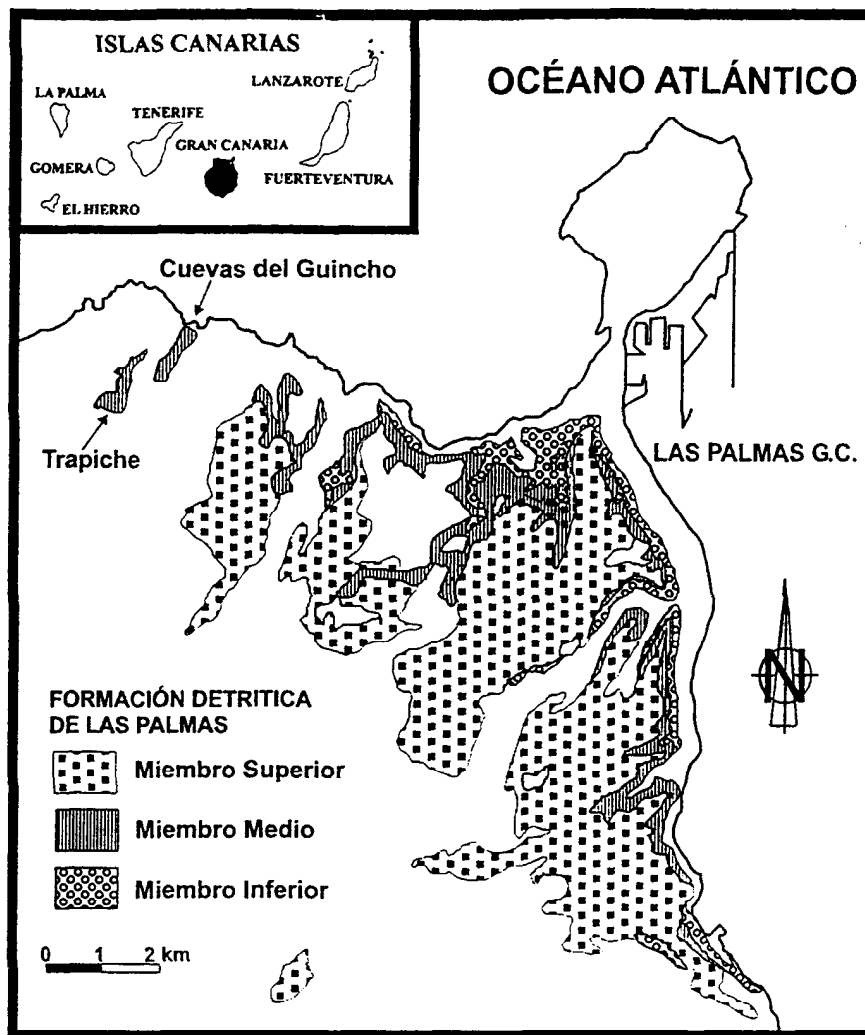 ISLAS CANARIAS
LANZAROTE
LA PALMA
TENERIFE
GRAN CANARIA
GOMERA
FUERTEVENTURA
EL HIERRO
OCÉANO ATLÁNTICO
Cuevas del Guincho
Trapiche
LAS PALMAS G.C.
N
FORMACIÓN DETRITICA
DE LAS PALMAS
Miembro Superior
Miembro Medio
Miembro Inferior
0 1 2 km